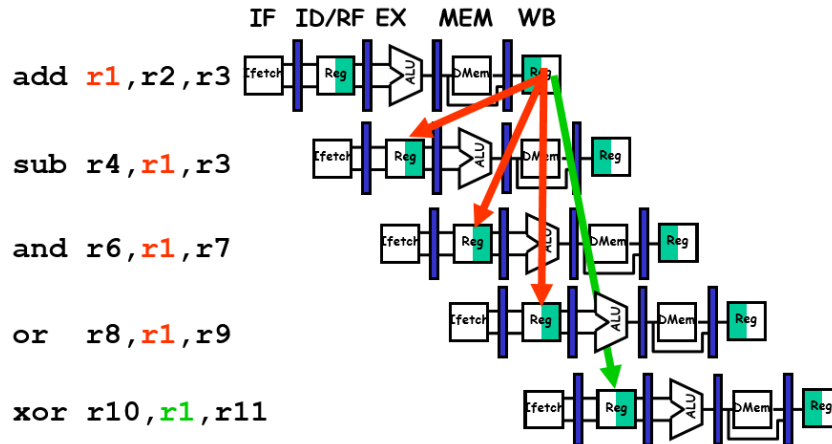 IF ID/RF EX MEM WB
add r1,r2,r3 Ifetch Reg ALU DMem Reg
sub r4,r1,r3 Ifetch Reg ALU DMem Reg
and r6,r1,r7 Ifetch Reg ALU DMem Reg
or r8,r1,r9 Ifetch Reg ALU DMem Reg
xor r10,r1,r11 Ifetch Reg ALU DMem Reg